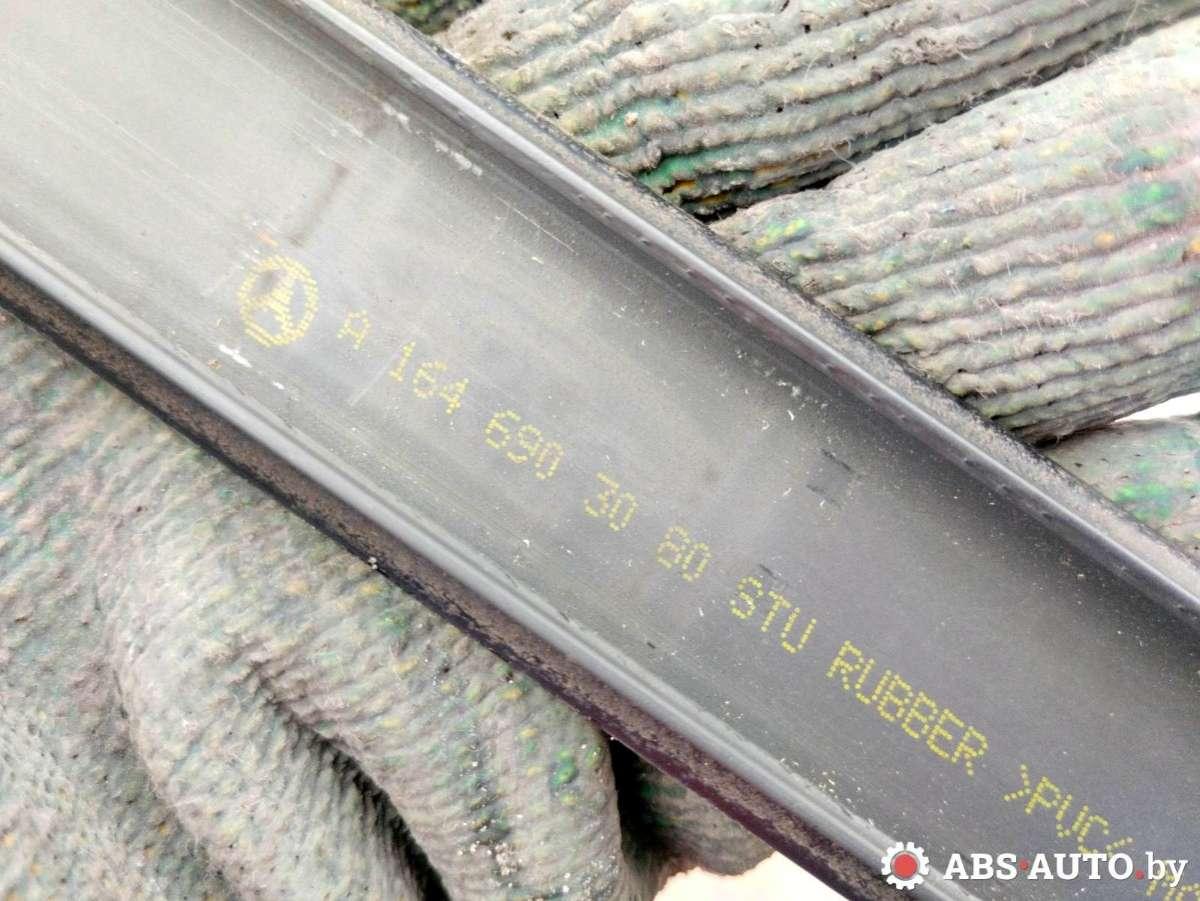 A 164 690 30 80 STU RUBBER >PVC<
ABS-AUTO.by